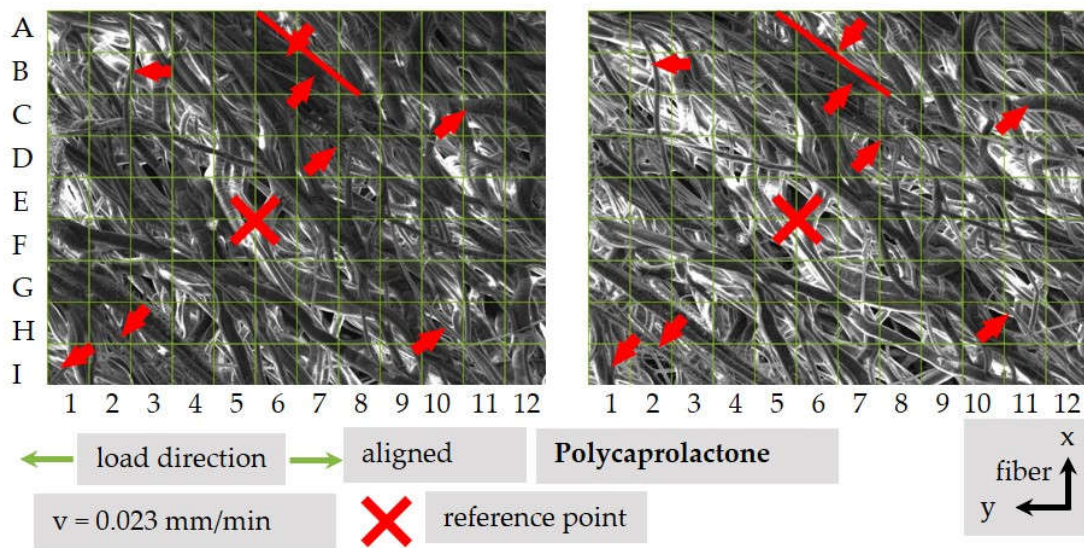 A
B
C
D
E
F
G
H
I
1 2 3 4 5 6 7 8 9 10 11 12
1 2 3 4 5 6 7 8 9 10 11 12
load direction
aligned
Polycaprolactone
x
fiber
y
v = 0.023 mm/min
reference point